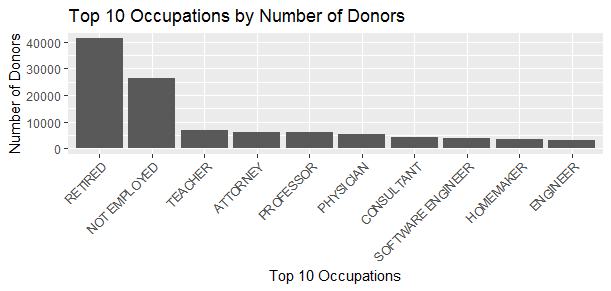 Top 10 Occupations by Number of Donors
Number of Donors
40000
30000
20000
10000
0
RETIRED
NOT EMPLOYED
TEACHER
ATTORNEY
PROFESSOR
PHYSICIAN
CONSULTANT
SOFTWARE ENGINEER
HOMEMAKER
ENGINEER
Top 10 Occupations